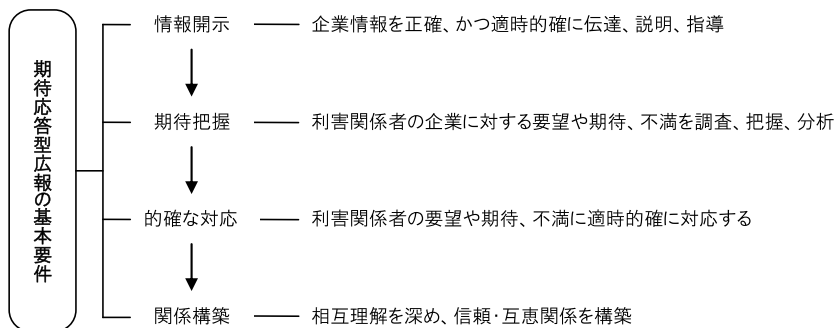 期待応答型広報の基本要件
情報開示 企業情報を正確、かつ適時的確に伝達、説明、指導
期待把握 利害関係者の企業に対する要望や期待、不満を調査、把握、分析
的確な対応 利害関係者の要望や期待、不満に適時的確に対応する
関係構築 相互理解を深め、信頼・互恵関係を構築